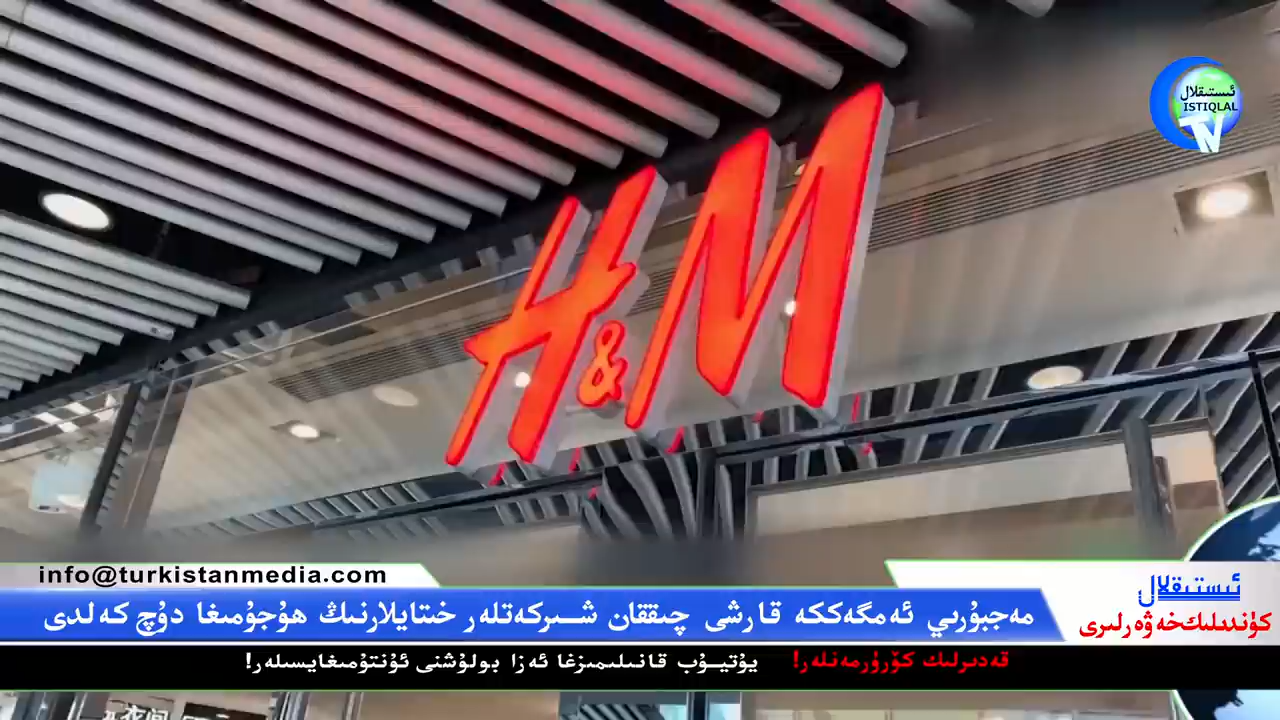 ئىستىقلال
ISTIQLAL
TV
H&M
info@turkistanmedia.com
ئىستىقلال
كۈندىلىك خەۋەرلىرى
مەجبۇرىي ئەمگەككە قارشى چىققان شىركەتلەر خىتايلارنىڭ ھۇجۇمىغا دۇچ كەلدى
قەدىرلىك كۆرۈرمەنلەر! يۇتيۇب قانىلىمىزغا ئەزا بولۇشنى ئۇنتۇمىغايسىلەر!